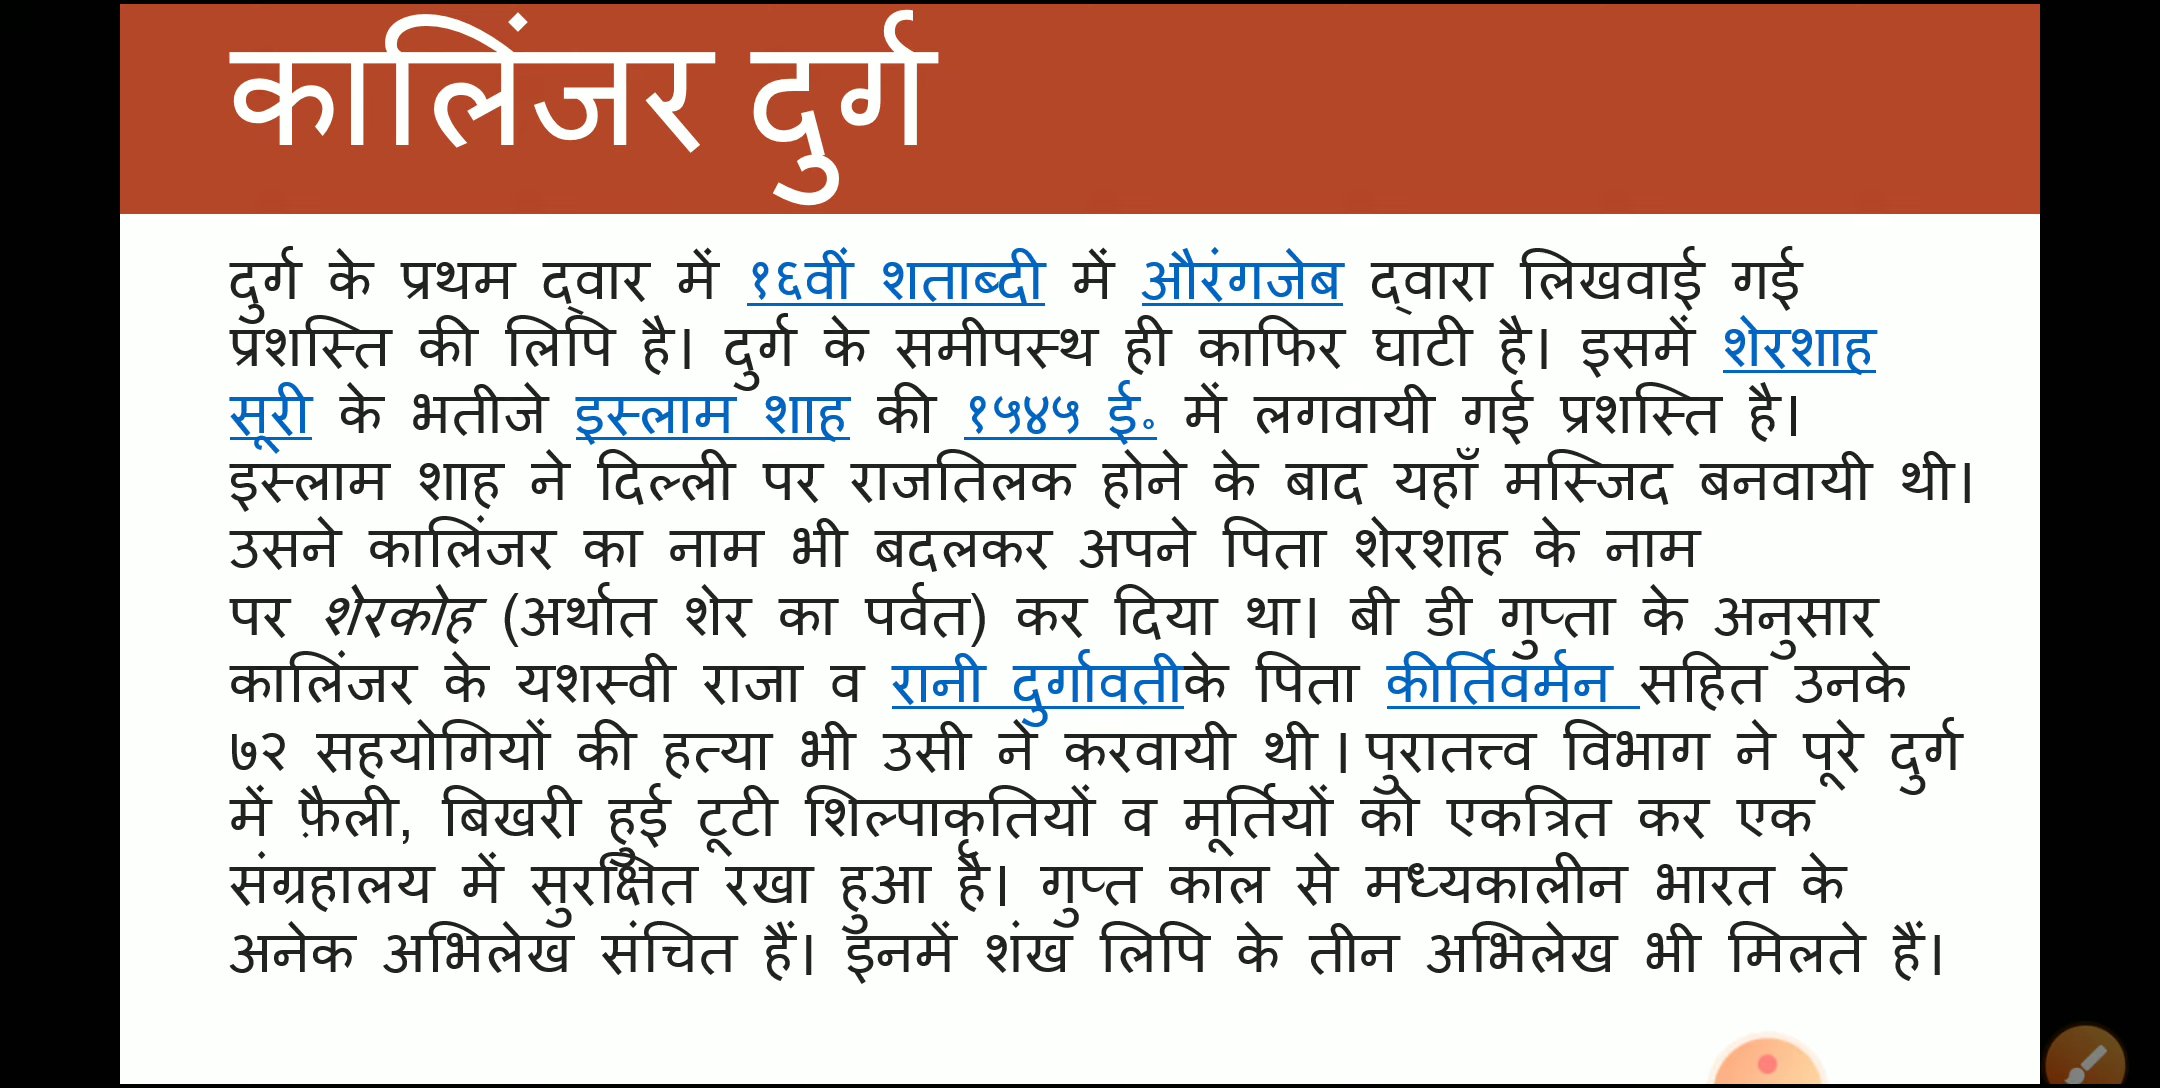 कालिंजर दुर्ग
दुर्ग के प्रथम द्वार में १६वीं शताब्दी में औरंगजेब द्वारा लिखवाई गई
प्रशस्ति की लिपि है। दुर्ग के समीपस्थ ही काफिर घाटी है। इसमें शेरशाह
सूरी के भतीजे इस्लाम शाह की १५४५ ई॰ में लगवायी गई प्रशस्ति है।
इस्लाम शाह ने दिल्ली पर राजतिलक होने के बाद यहाँ मस्जिद बनवायी थी।
उसने कालिंजर का नाम भी बदलकर अपने पिता शेरशाह के नाम
पर शेरकोह (अर्थात शेर का पर्वत) कर दिया था। बी डी गुप्ता के अनुसार
कालिंजर के यशस्वी राजा व रानी दुर्गावतीके पिता कीर्तिवर्मन सहित उनके
७२ सहयोगियों की हत्या भी उसी ने करवायी थी । पुरातत्त्व विभाग ने पूरे दुर्ग
में फ़ैली, बिखरी हुई टूटी शिल्पाकृतियों व मूर्तियों को एकत्रित कर एक
संग्रहालय में सुरक्षित रखा हुआ है। गुप्त काल से मध्यकालीन भारत के
अनेक अभिलेख संचित हैं। इनमें शंख लिपि के तीन अभिलेख भी मिलते हैं।